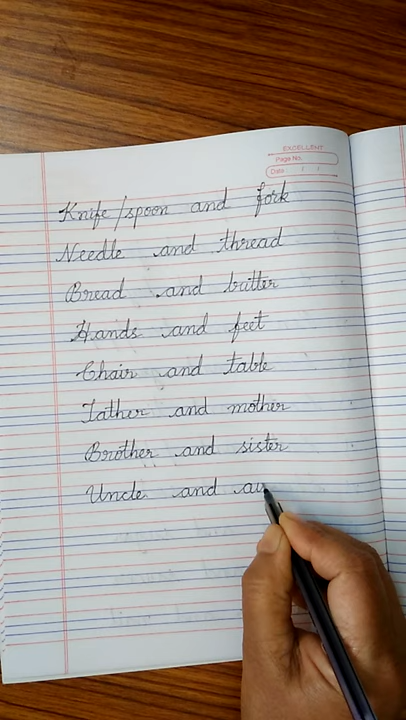 EXCELLENT
Page No.
Date / /
Knife/spoon and fork
Needle and thread
Bread and butter
Hands and feet
Chair and table
Father and mother
Brother and sister
Uncle and au